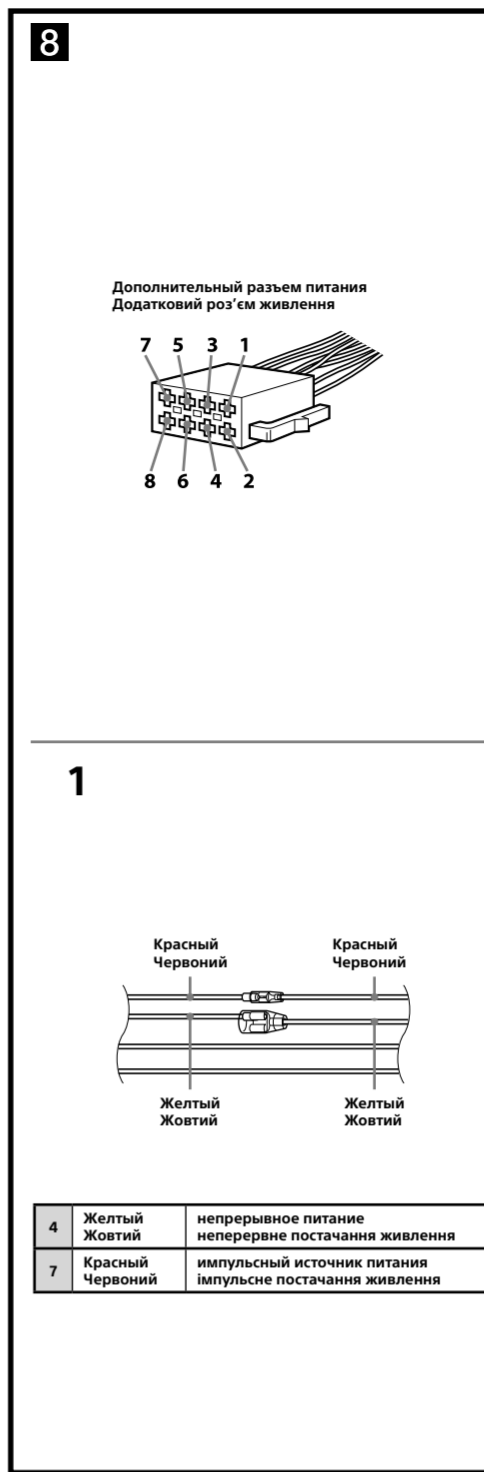 8
Дополнительный разъем питания
Додатковий роз’єм живлення
7 5 3 1
8 6 4 2
1
Красный Красный
Червоний Червоний
Желтый Желтый
Жовтий Жовтий
4 Желтый непрерывное питание
Жовтий неперервне постачання живлення
7 Красный импульсный источник питания
Червоний імпульсне постачання живлення